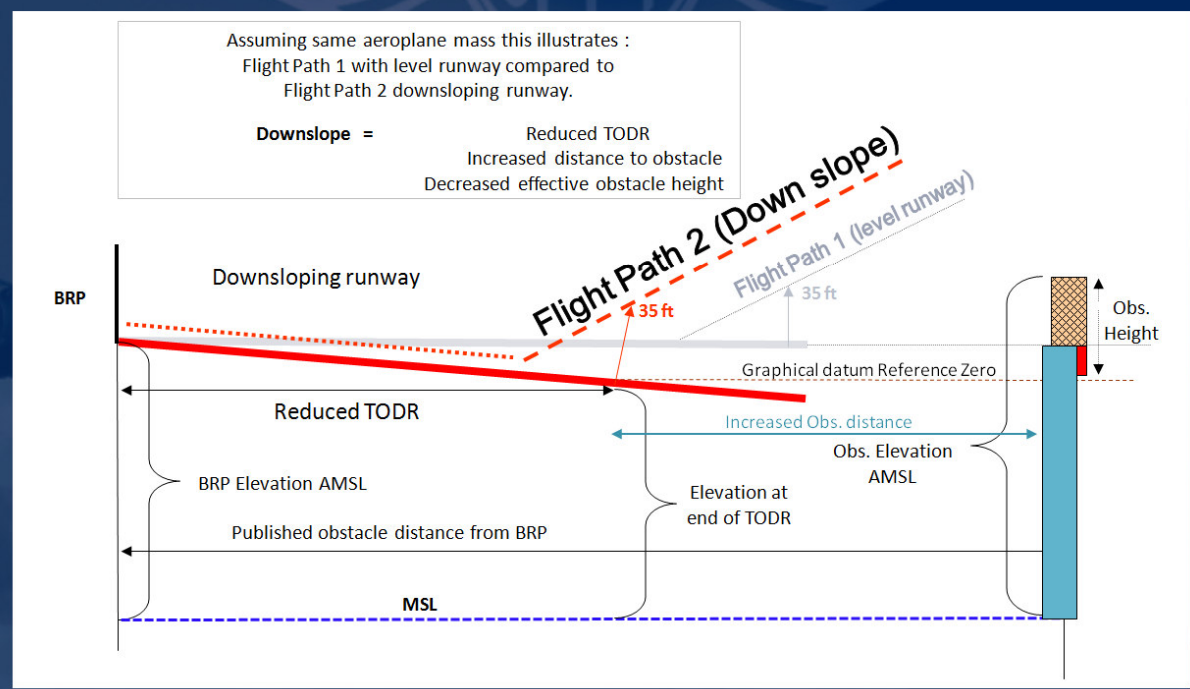 Assuming same aeroplane mass this illustrates :
Flight Path 1 with level runway compared to
Flight Path 2 downsloping runway.
Downslope = Reduced TODR
Increased distance to obstacle
Decreased effective obstacle height
Flight Path 2 (Down slope)
Flight Path 1 (level runway)
Downsloping runway
BRP
35 ft
35 ft
Obs.
Height
Graphical datum Reference Zero
Reduced TODR
Increased Obs. distance
Obs. Elevation
AMSL
BRP Elevation AMSL
Elevation at
end of TODR
Published obstacle distance from BRP
MSL